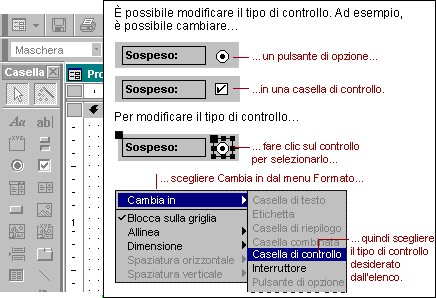 È possibile modificare il tipo di controllo. Ad esempio,
è possibile cambiare...
Sospeso:
...un pulsante di opzione...
Sospeso:
...in una casella di controllo.
Per modificare il tipo di controllo...
Sospeso:
... fare clic sul controllo
per selezionarlo...
... scegliere Cambia in dal menu Formato...
Maschera
Casella
Pro
Aa
ab|
1
Cambia in
Blocca sulla griglia
Allinea
Dimensione
Spaziatura orizzontale
Spaziatura verticale
Casella di testo
Etichetta
Casella di riepilogo
Casella combinata
Casella di controllo
Interruttore
Pulsante di opzione
...quindi scegliere
il tipo di controllo
desiderato
dall'elenco.